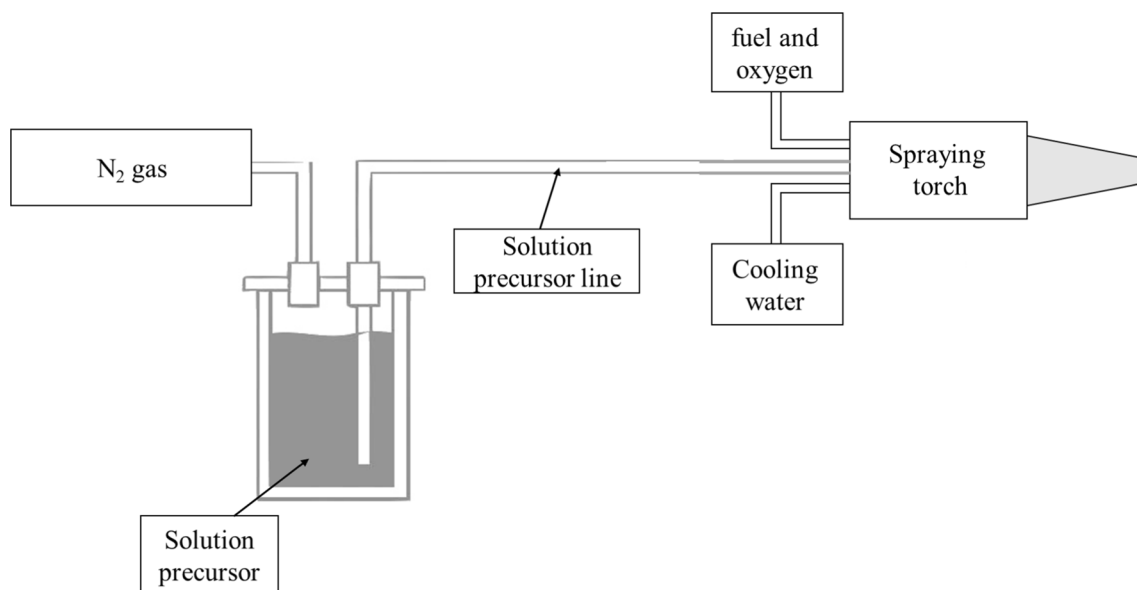 fuel and
oxygen
N₂ gas
Spraying
torch
Solution
precursor line
Cooling
water
Solution
precursor